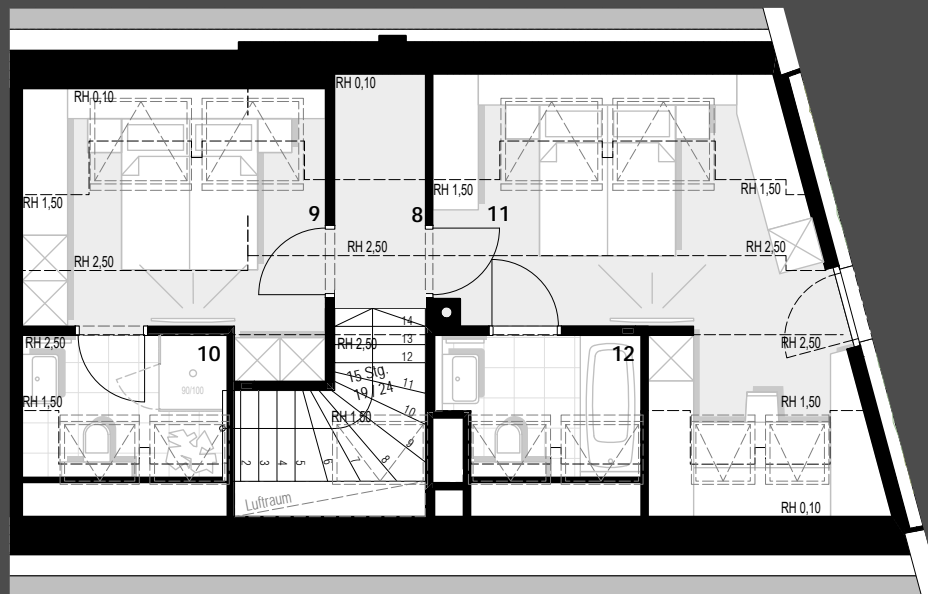 RH 0,10
RH 0,10
RH 1,50
RH 1,50
RH 1,50
9
8
11
RH 2,50
RH 2,50
RH 2,50
14
RH 2,50
10
RH 2,50
13
12
RH 2,50
12
15 Stg.
19 / 24
11
90/100
RH 1,50
RH 1,50
RH 1,50
10
9
8
7
6
5
4
3
2
Luftraum
RH 0,10